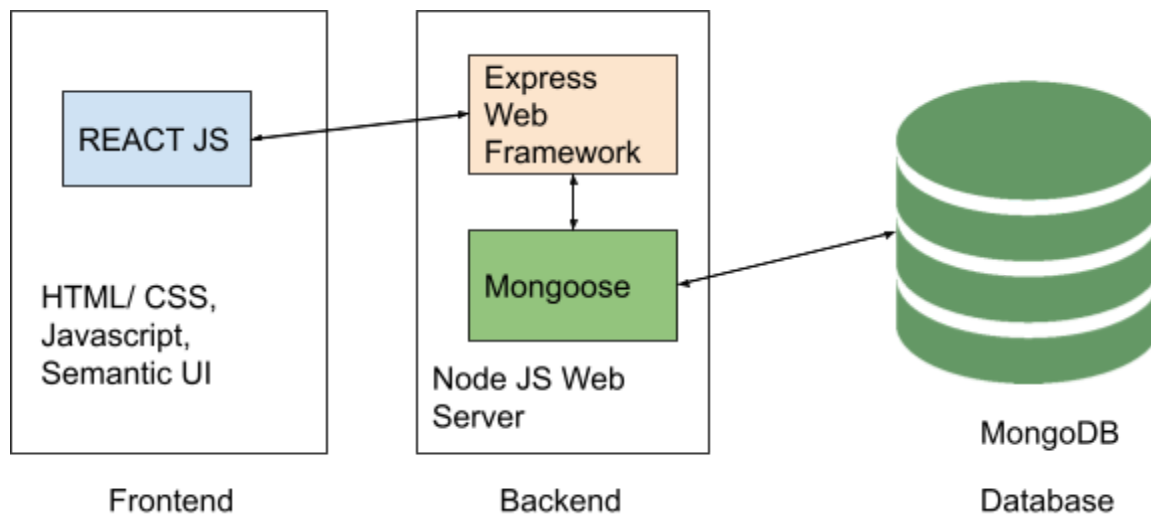 REACT JS
HTML/ CSS,
Javascript,
Semantic UI
Frontend
Express
Web
Framework
Mongoose
Node JS Web
Server
Backend
MongoDB
Database